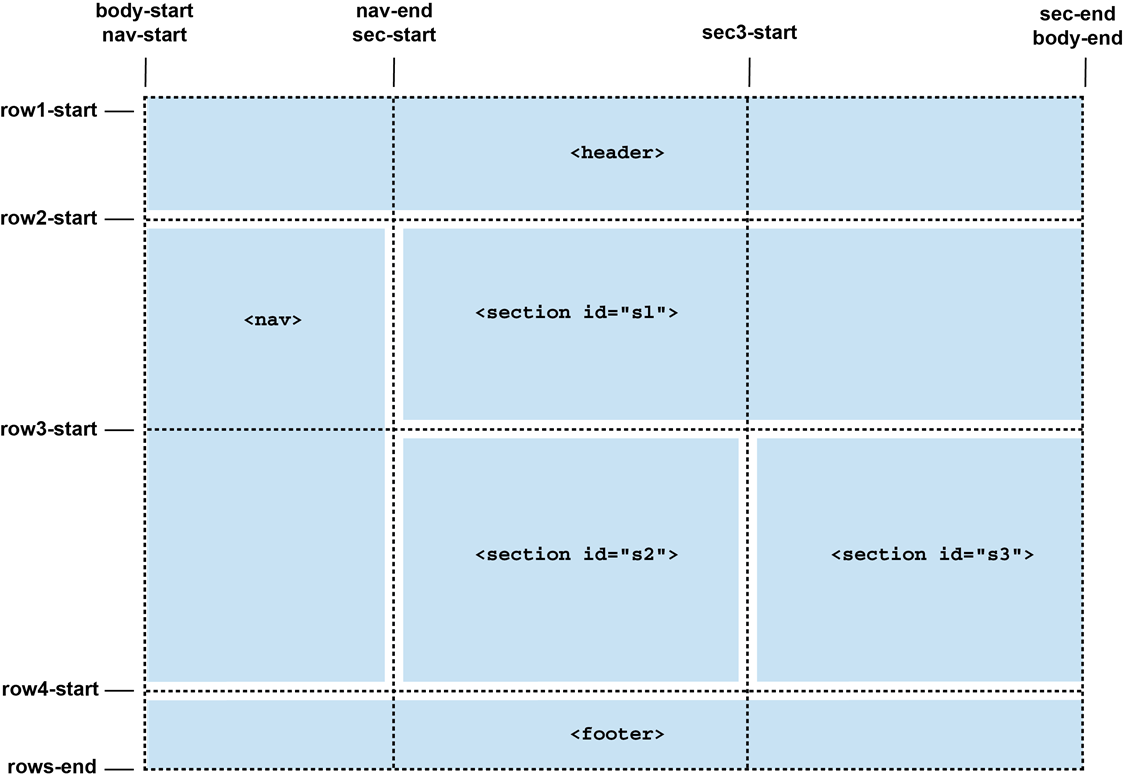 body-start
nav-start
nav-end
sec-start
sec3-start
sec-end
body-end
row1-start
<header>
row2-start
<nav>
<section id="s1">
row3-start
<section id="s2">
<section id="s3">
row4-start
<footer>
rows-end